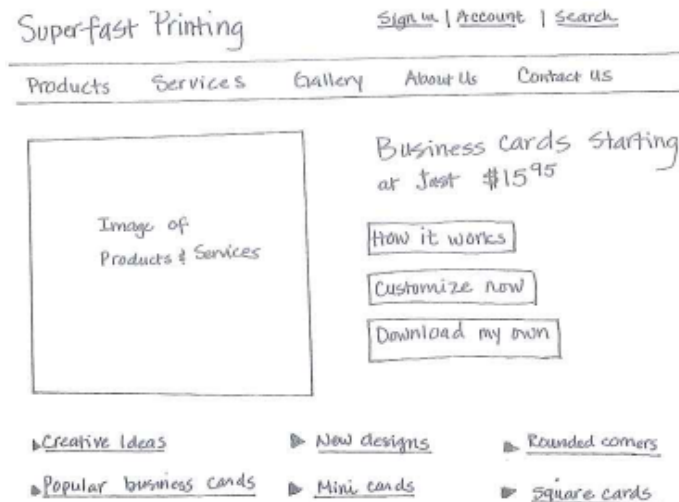 Superfast Printing
Sign in | Account | Search
Products Services Gallery About Us Contact us
Business cards starting
at Just $15.95
Image of
Products & Services
How it works
Customize now
Download my own
Creative Ideas
New designs
Rounded corners
Popular business cards
Mini cards
Square cards